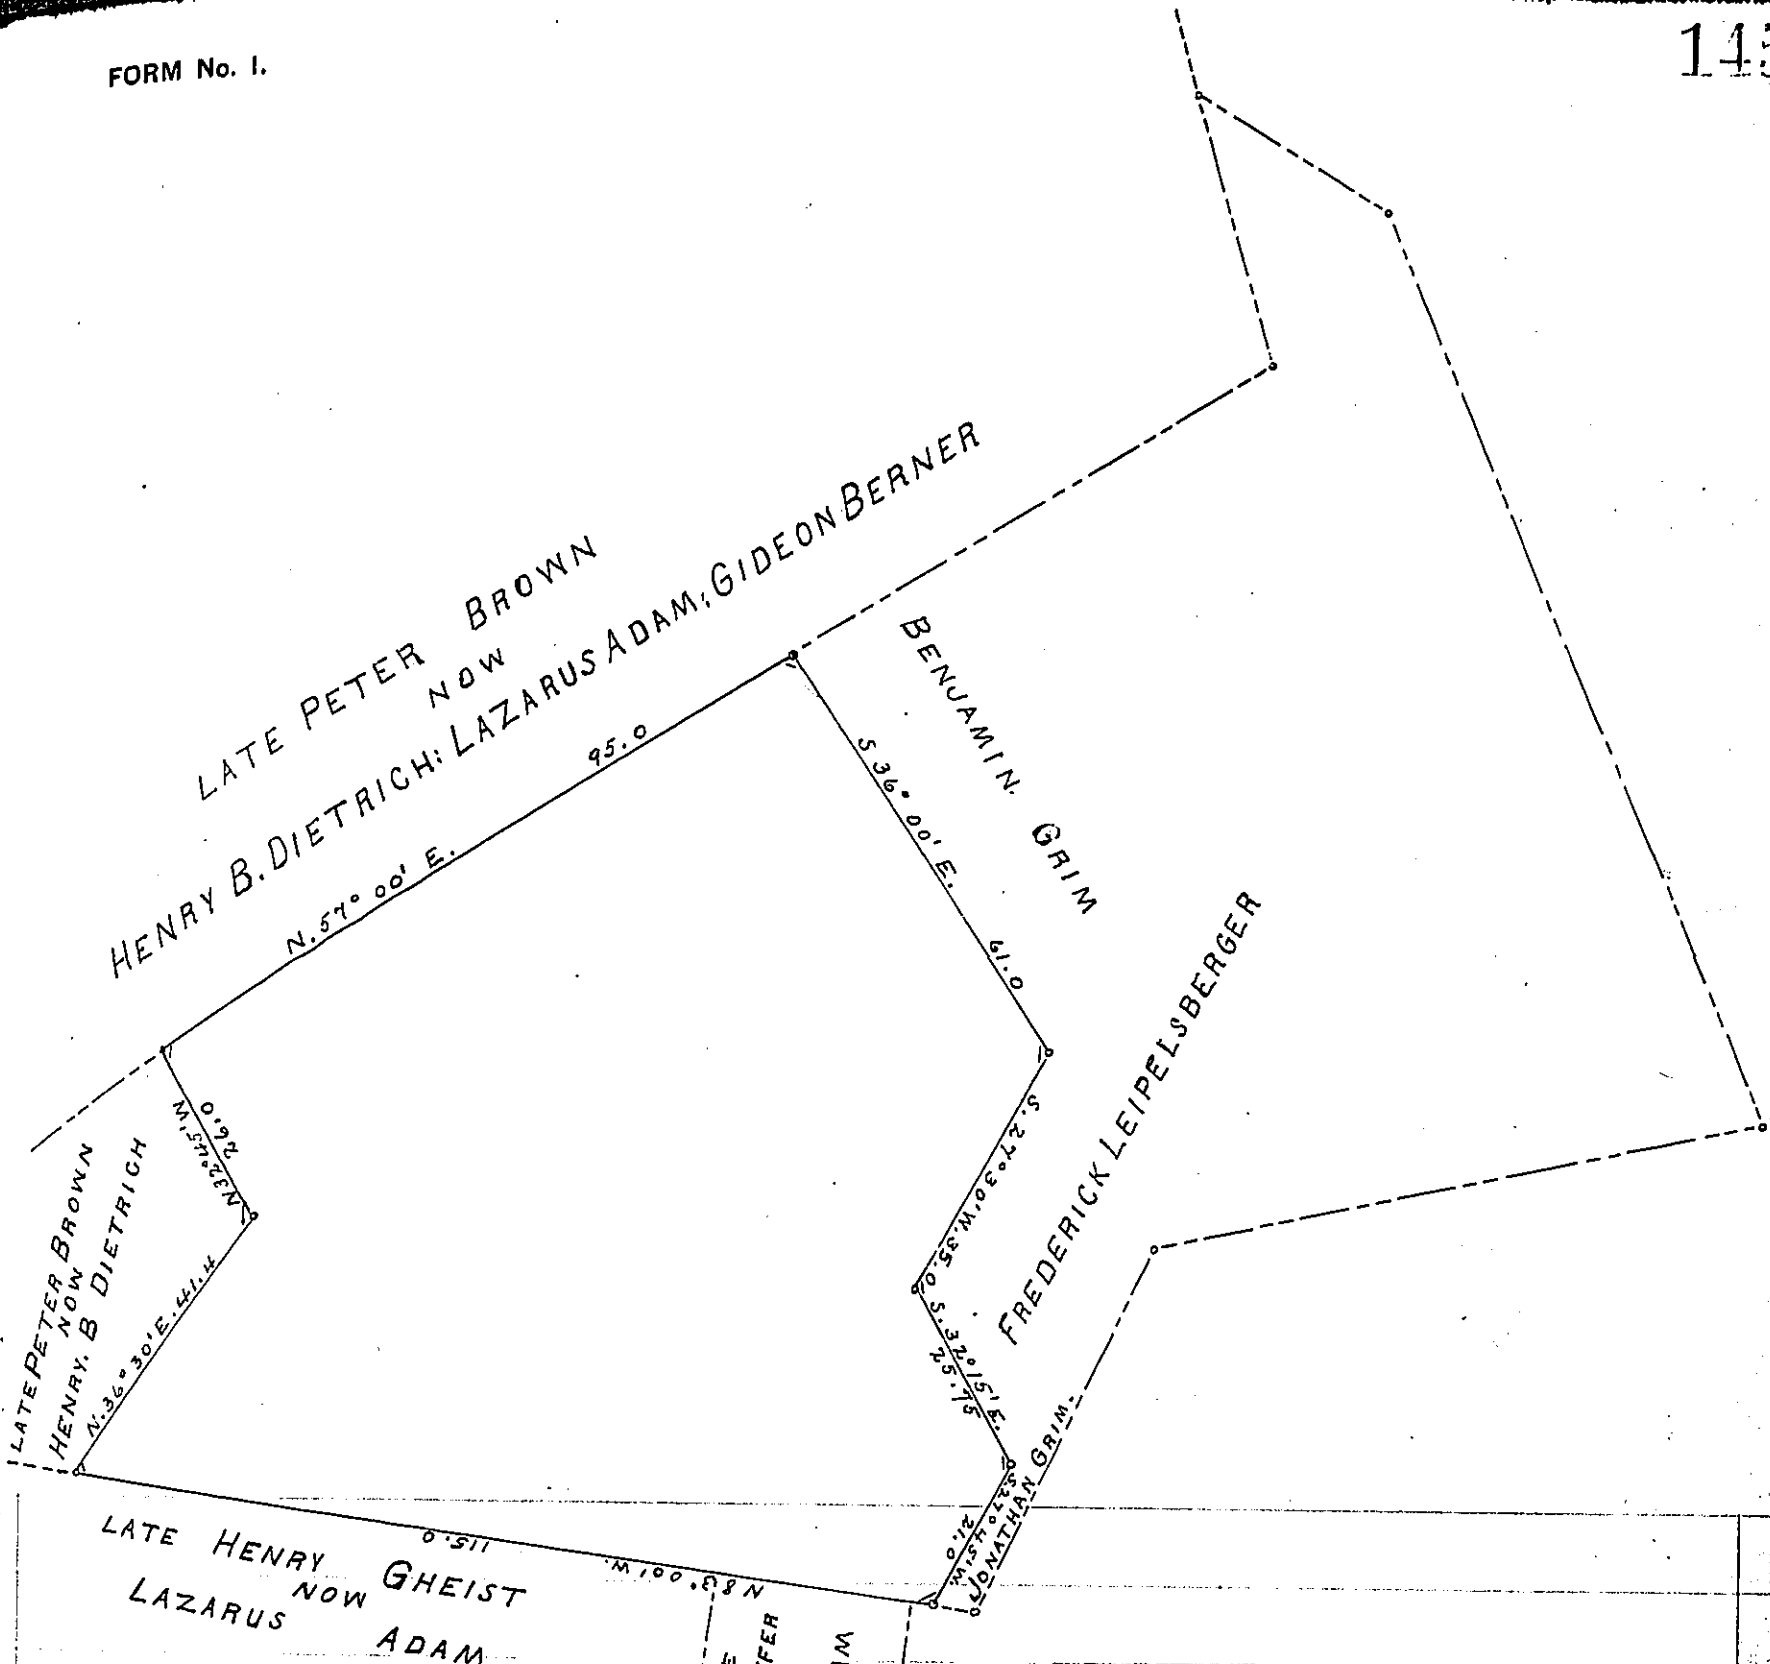 FORM No. 1.
LATE PETER BROWN
NOW
HENRY B. DIETRICH: LAZARUS ADAM; GIDEON BERNER
N. 57° 00' E.
95.0
BENJAMIN. GRIM
S 36° 00' E.
61.0
FREDERICK LEIPELSBERGER
S. 27° 30' W. 35.0
S. 32° 15' E.
25.75
JONATHAN GRIM.
S 27° 45' W.
21.0
N 83° 00' W.
115.0
N. 36° 30' E. 41.4
N 32° 45' W
26.0
LATE PETER BROWN
NOW
HENRY. B DIETRICH
LATE HENRY GHEIST
NOW
LAZARUS ADAM